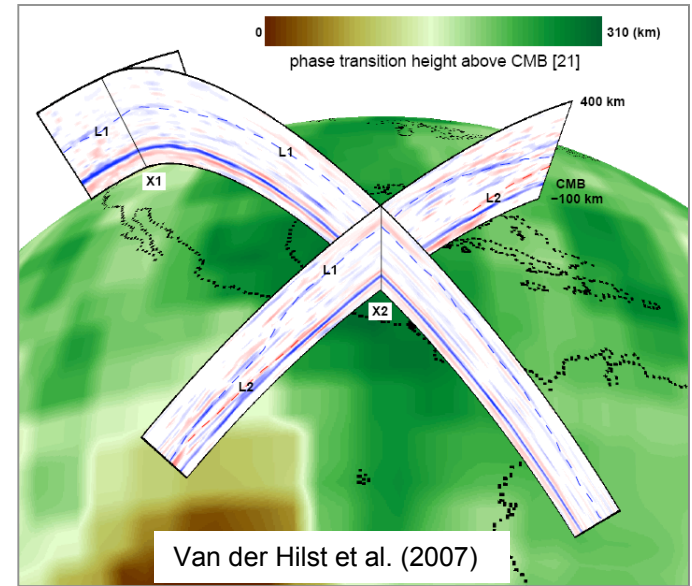 0
310 (km)
phase transition height above CMB [21]
400 km
L1
L1
X1
CMB
−100 km
L2
L1
X2
L2
Van der Hilst et al. (2007)